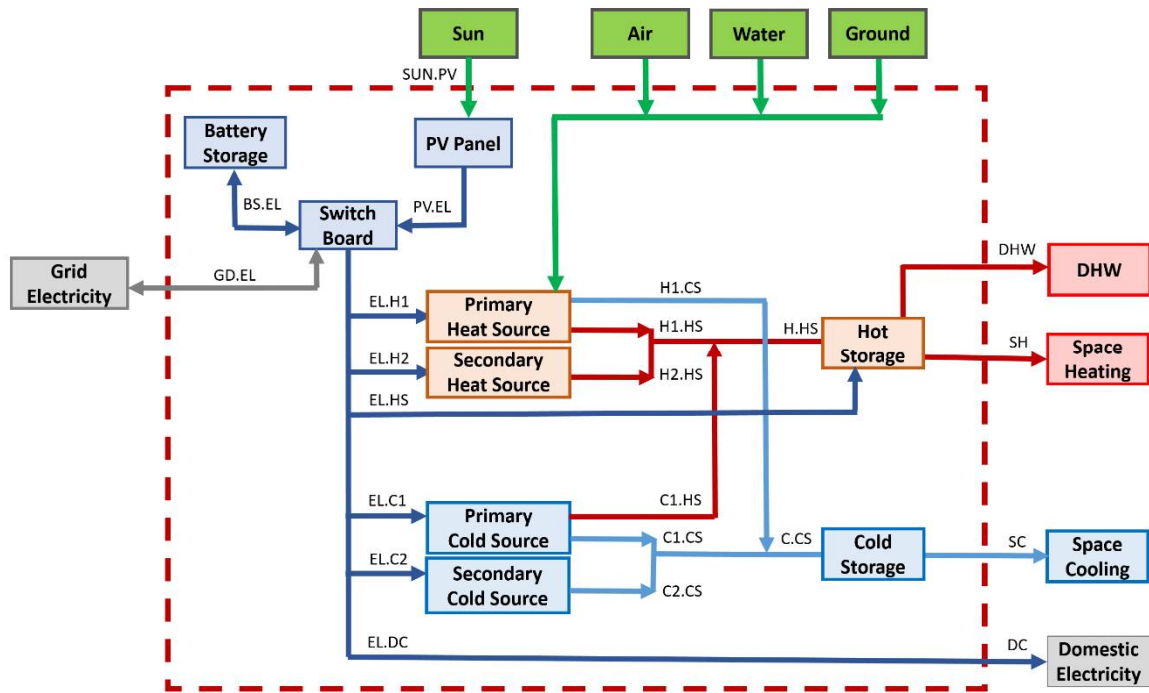 Sun
Air
Water
Ground
SUN.PV
Battery
Storage
PV Panel
BS.EL
PV.EL
Switch
Board
Grid
Electricity
GD.EL
DHW
DHW
EL.H1
Primary
Heat Source
H1.CS
H1.HS
H.HS
Hot
Storage
SH
Space
Heating
EL.H2
Secondary
Heat Source
H2.HS
EL.HS
EL.C1
Primary
Cold Source
C1.HS
C1.CS
C.CS
Cold
Storage
SC
Space
Cooling
EL.C2
Secondary
Cold Source
C2.CS
EL.DC
DC
Domestic
Electricity